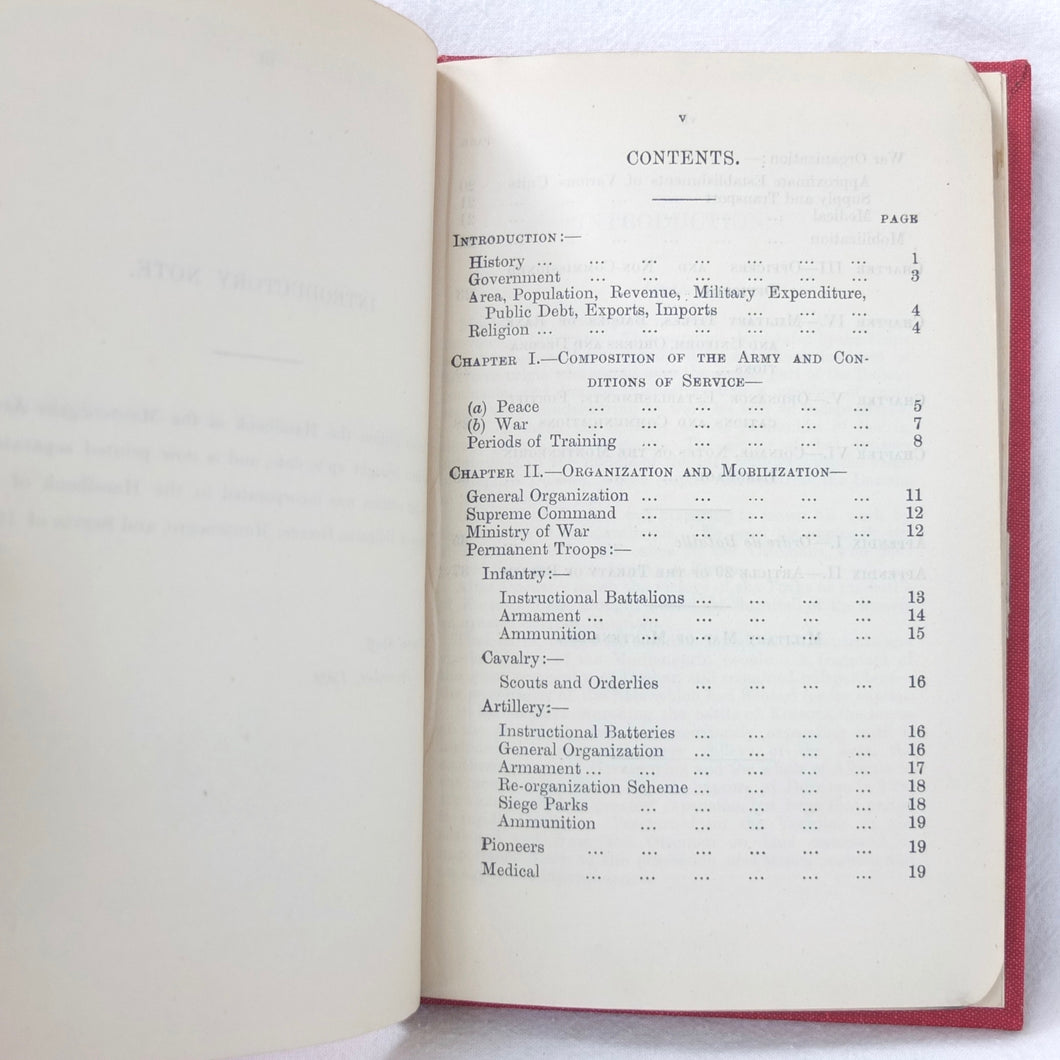 v
CONTENTS.
PAGE
INTRODUCTION:—
History ... ... ... ... ... ... ... 1
Government ... ... ... ... ... ... 3
Area, Population, Revenue, Military Expenditure,
Public Debt, Exports, Imports ... ... ... 4
Religion ... ... ... ... ... ... ... 4
CHAPTER I.—COMPOSITION OF THE ARMY AND CON-
DITIONS OF SERVICE—
(a) Peace ... ... ... ... ... ... 5
(b) War ... ... ... ... ... ... 7
Periods of Training ... ... ... ... ... 8
CHAPTER II.—ORGANIZATION AND MOBILIZATION—
General Organization ... ... ... ... ... 11
Supreme Command ... ... ... ... ... 12
Ministry of War ... ... ... ... ... 12
Permanent Troops:—
Infantry:—
Instructional Battalions ... ... ... ... 13
Armament ... ... ... ... ... ... 14
Ammunition ... ... ... ... ... 15
Cavalry:—
Scouts and Orderlies ... ... ... ... 16
Artillery:—
Instructional Batteries ... ... ... ... 16
General Organization ... ... ... ... 16
Armament ... ... ... ... ... ... 17
Re-organization Scheme ... ... ... ... 18
Siege Parks ... ... ... ... ... 18
Ammunition ... ... ... ... ... 19
Pioneers ... ... ... ... ... ... 19
Medical ... ... ... ... ... ... 19